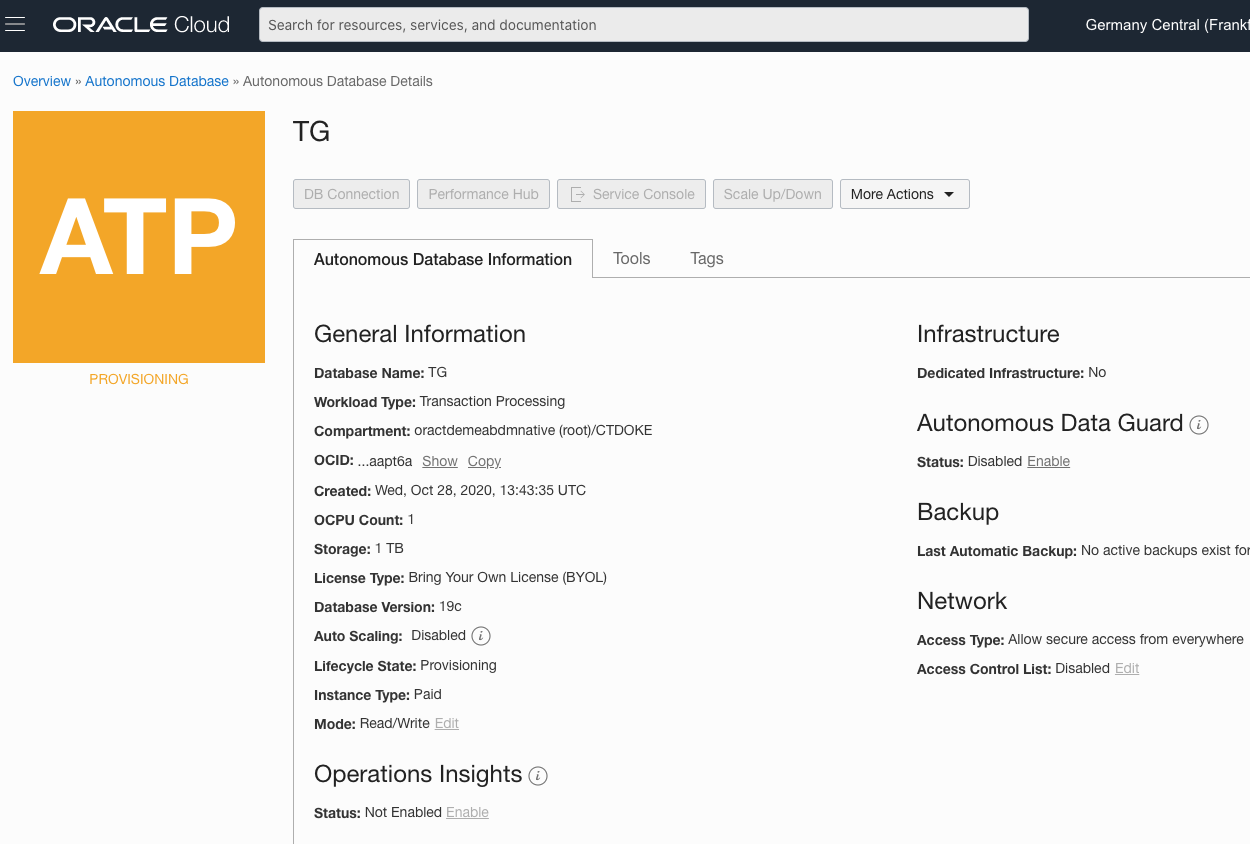 ORACLE Cloud
Search for resources, services, and documentation
Germany Central (Frankf
Overview » Autonomous Database » Autonomous Database Details
ATP
PROVISIONING
TG
DB Connection
Performance Hub
Service Console
Scale Up/Down
More Actions
Autonomous Database Information
Tools
Tags
General Information
Database Name: TG
Workload Type: Transaction Processing
Compartment: oractdemeabdmnative (root)/CTDOKE
OCID: ...aapt6a Show Copy
Created: Wed, Oct 28, 2020, 13:43:35 UTC
OCPU Count: 1
Storage: 1 TB
License Type: Bring Your Own License (BYOL)
Database Version: 19c
Auto Scaling: Disabled i
Lifecycle State: Provisioning
Instance Type: Paid
Mode: Read/Write Edit
Operations Insights i
Status: Not Enabled Enable
Infrastructure
Dedicated Infrastructure: No
Autonomous Data Guard i
Status: Disabled Enable
Backup
Last Automatic Backup: No active backups exist for
Network
Access Type: Allow secure access from everywhere
Access Control List: Disabled Edit